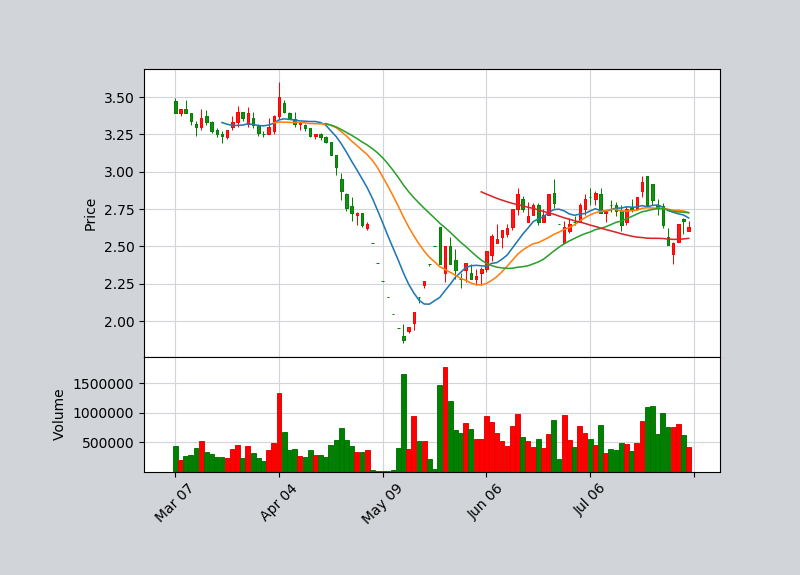 Price
3.50
3.25
3.00
2.75
2.50
2.25
2.00
Volume
1500000
1000000
500000
Mar 07
Apr 04
May 09
Jun 06
Jul 06